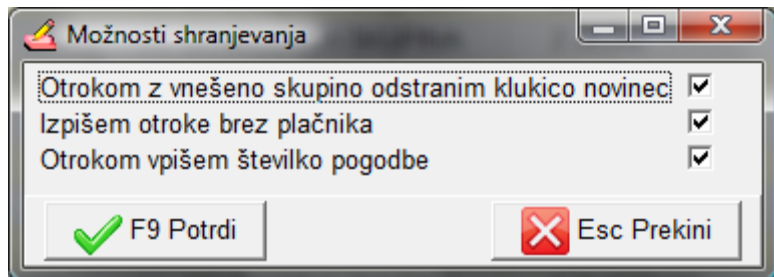 Možnosti shranjevanja
Otrokom z vnešeno skupino odstranim klukico novinec
Izpišem otroke brez plačnika
Otrokom vpišem številko pogodbe
F9 Potrdi
Esc Prekini